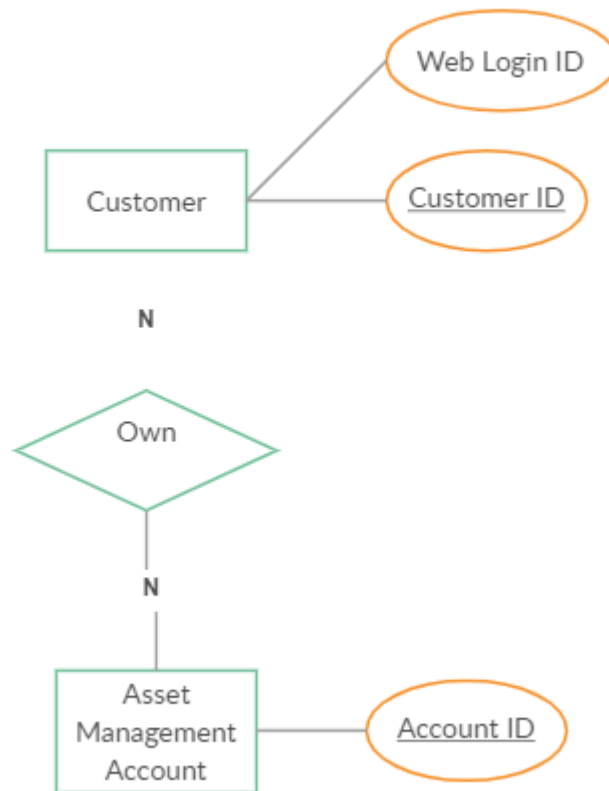 Web Login ID
Customer
Customer ID
N
Own
N
Asset
Management
Account
Account ID